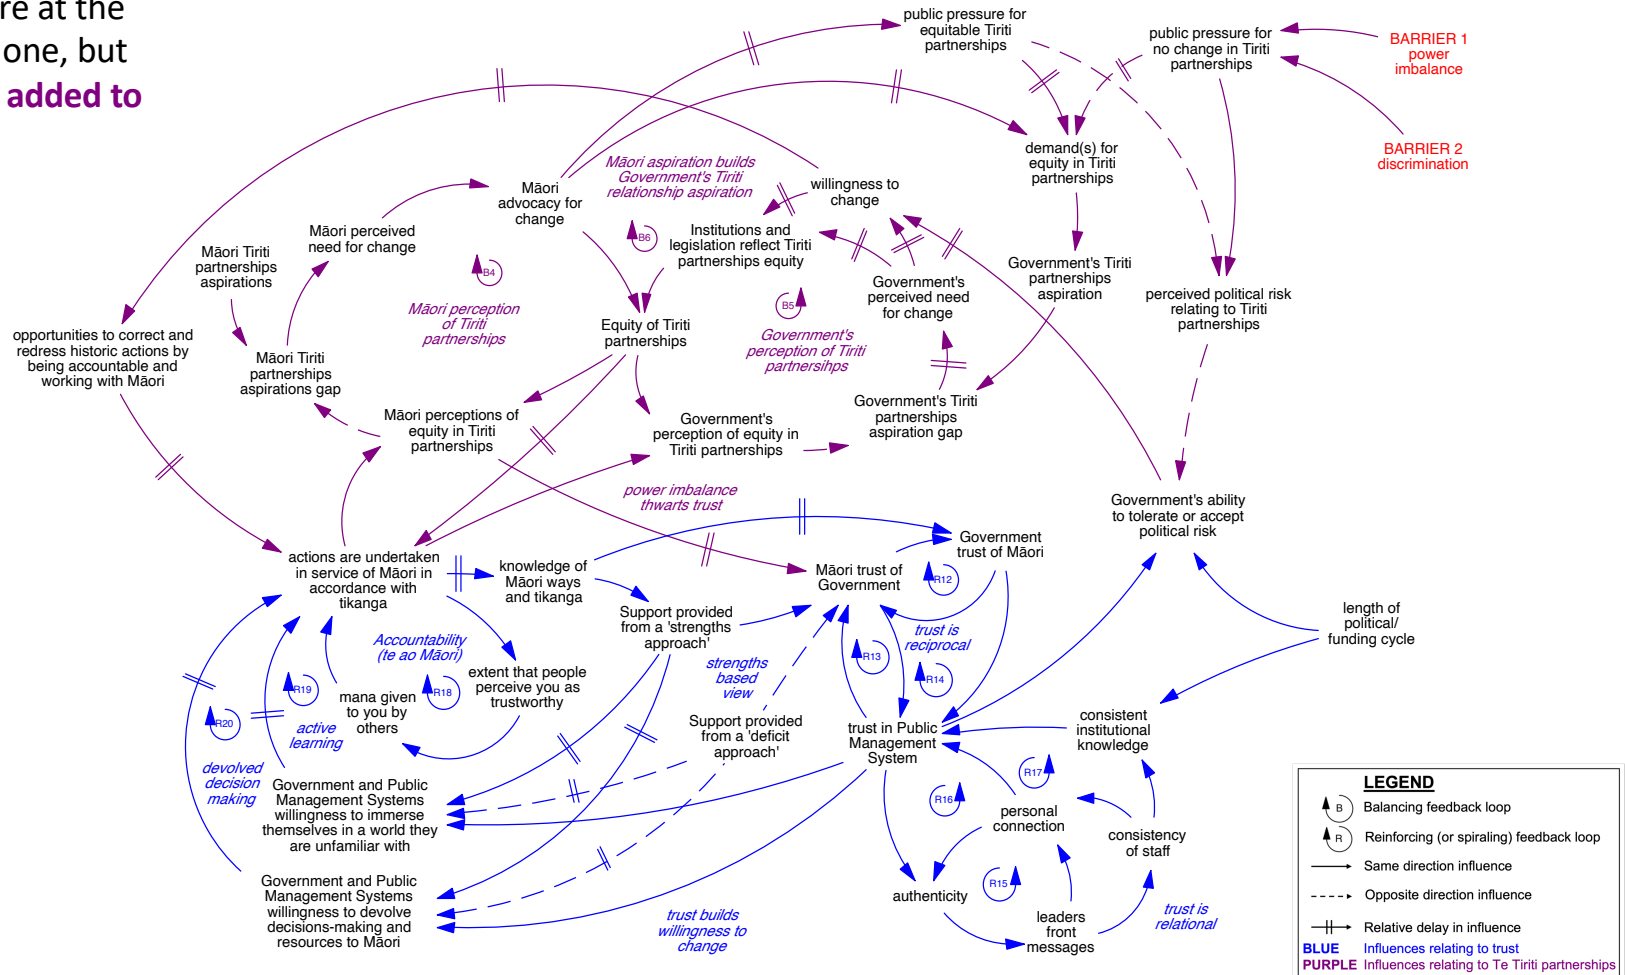 re at the
one, but
added to
public pressure for
equitable Tiriti
partnerships
public pressure for
no change in Tiriti
partnerships
BARRIER 1
power
imbalance
BARRIER 2
discrimination
demand(s) for
equity in Tiriti
partnerships
Māori aspiration builds
Government's Tiriti
relationship aspiration
willingness to
change
Māori
advocacy for
change
Māori perceived
need for change
Māori Tiriti
partnerships
aspirations
B6
Institutions and
legislation reflect Tiriti
partnerships equity
B4
Government's Tiriti
partnerships
aspiration
Government's
perceived need
for change
perceived political risk
relating to Tiriti
partnerships
B5
Māori perception
of Tiriti
partnerships
Equity of Tiriti
partnerships
Government's
perception of Tiriti
partnersihps
opportunities to correct and
redress historic actions by
being accountable and
working with Māori
Māori Tiriti
partnerships
aspirations gap
Māori perceptions of
equity in Tiriti
partnerships
Government's
perception of equity in
Tiriti partnerships
Government's Tiriti
partnerships
aspiration gap
power imbalance
thwarts trust
Government's ability
to tolerate or accept
political risk
actions are undertaken
in service of Māori in
accordance with
tikanga
knowledge of
Māori ways
and tikanga
Māori trust of
Government
Government
trust of Māori
R12
Support provided
from a 'strengths
approach'
length of
political/
funding cycle
Accountability
(te ao Māori)
trust is
reciprocal
R13
R14
strengths
based
view
extent that people
perceive you as
trustworthy
R18
R19
mana given
to you by
others
R20
active
learning
Support provided
from a 'deficit
approach'
trust in Public
Management
System
consistent
institutional
knowledge
devolved
decision
making
Government and Public
Management Systems
willingness to immerse
themselves in a world they
are unfamiliar with
R17
R16
personal
connection
consistency
of staff
Government and Public
Management Systems
willingness to devolve
decisions-making and
resources to Māori
authenticity
R15
leaders
front
messages
trust builds
willingness to
change
trust is
relational
LEGEND
B
Balancing feedback loop
R
Reinforcing (or spiraling) feedback loop
Same direction influence
Opposite direction influence
Relative delay in influence
BLUE Influences relating to trust
PURPLE Influences relating to Te Tiriti partnerships